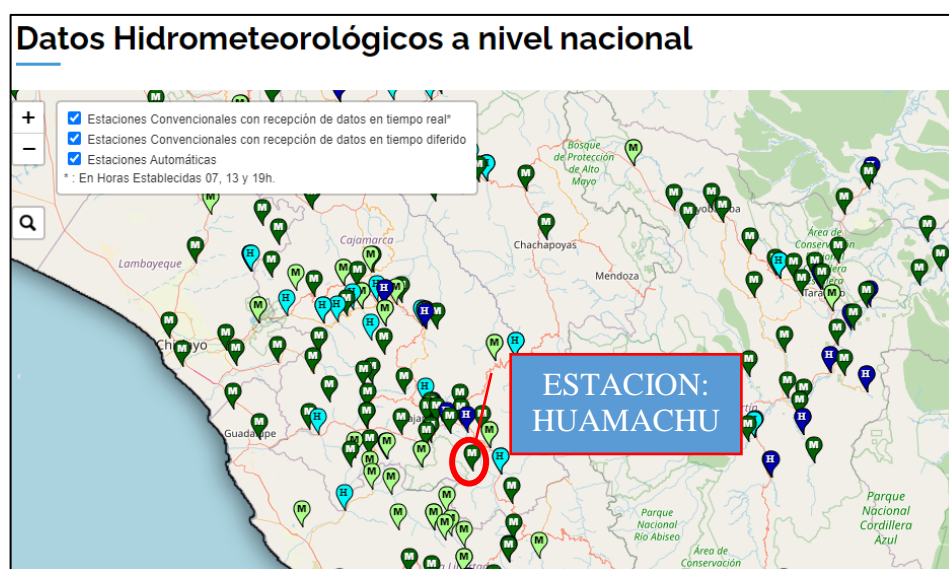 Datos Hidrometeorológicos a nivel nacional
+
Estaciones Convencionales con recepción de datos en tiempo real*
−
Estaciones Convencionales con recepción de datos en tiempo diferido
Estaciones Automáticas
* : En Horas Establecidas 07, 13 y 19h.
Bosque
de Protección
de Alto
Mayo
Cajamarca
Chachapoyas
Lambayeque
Mendoza
ESTACION:
HUAMACHU
Guadalupe
Parque
Nacional
Río Abiseo
Parque
Nacional
Cordillera
Azul
Área de
Conservación